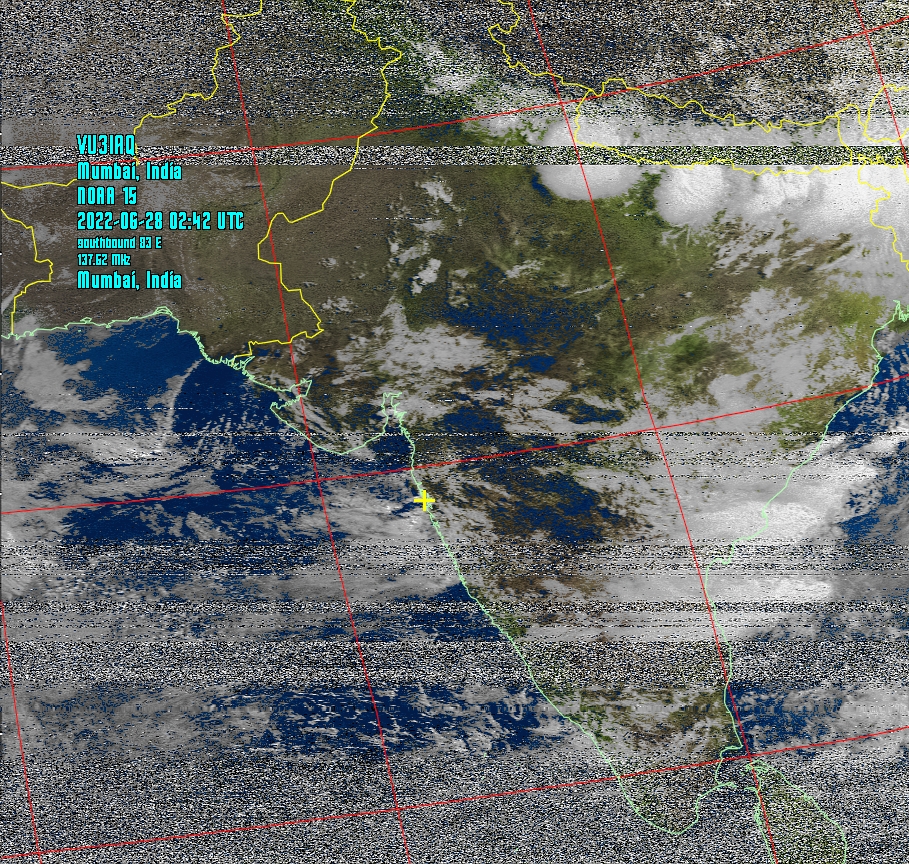 VU3IAQ
Mumbai, India
NOAA 15
2022-06-28 02:42 UTC
southbound 83 E
137.62 MHz
Mumbai, India